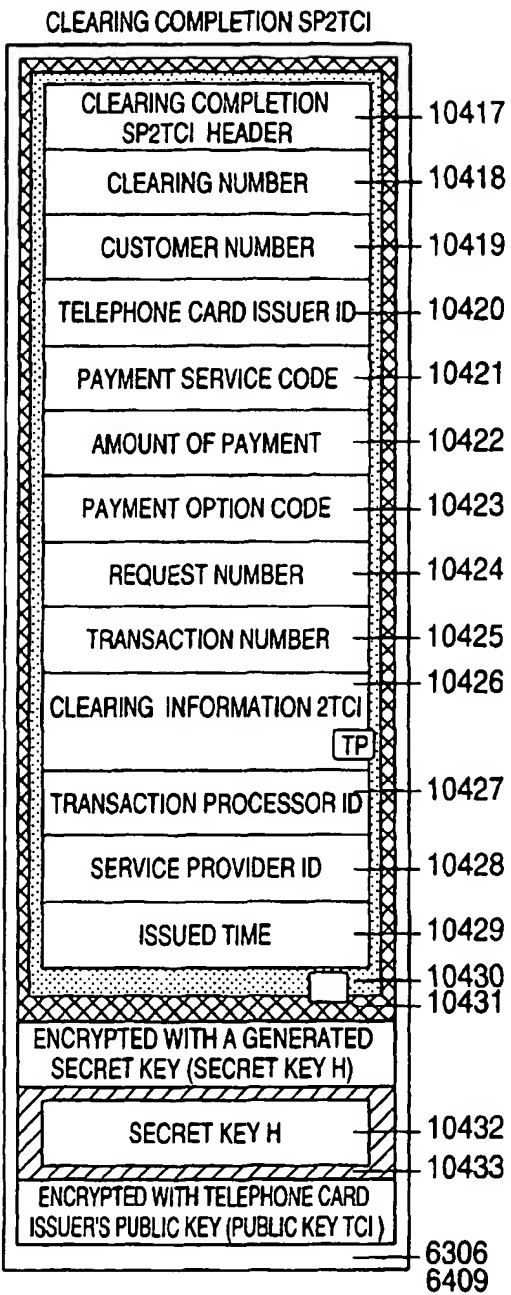 CLEARING COMPLETION SP2TCI
CLEARING COMPLETION
SP2TCI HEADER
10417
CLEARING NUMBER
10418
CUSTOMER NUMBER
10419
TELEPHONE CARD ISSUER ID
10420
PAYMENT SERVICE CODE
10421
AMOUNT OF PAYMENT
10422
PAYMENT OPTION CODE
10423
REQUEST NUMBER
10424
TRANSACTION NUMBER
10425
10426
CLEARING INFORMATION 2TCI
TP
TRANSACTION PROCESSOR ID
10427
SERVICE PROVIDER ID
10428
ISSUED TIME
10429
10430
10431
ENCRYPTED WITH A GENERATED
SECRET KEY (SECRET KEY H)
SECRET KEY H
10432
10433
ENCRYPTED WITH TELEPHONE CARD
ISSUER'S PUBLIC KEY (PUBLIC KEY TCI )
6306
6409